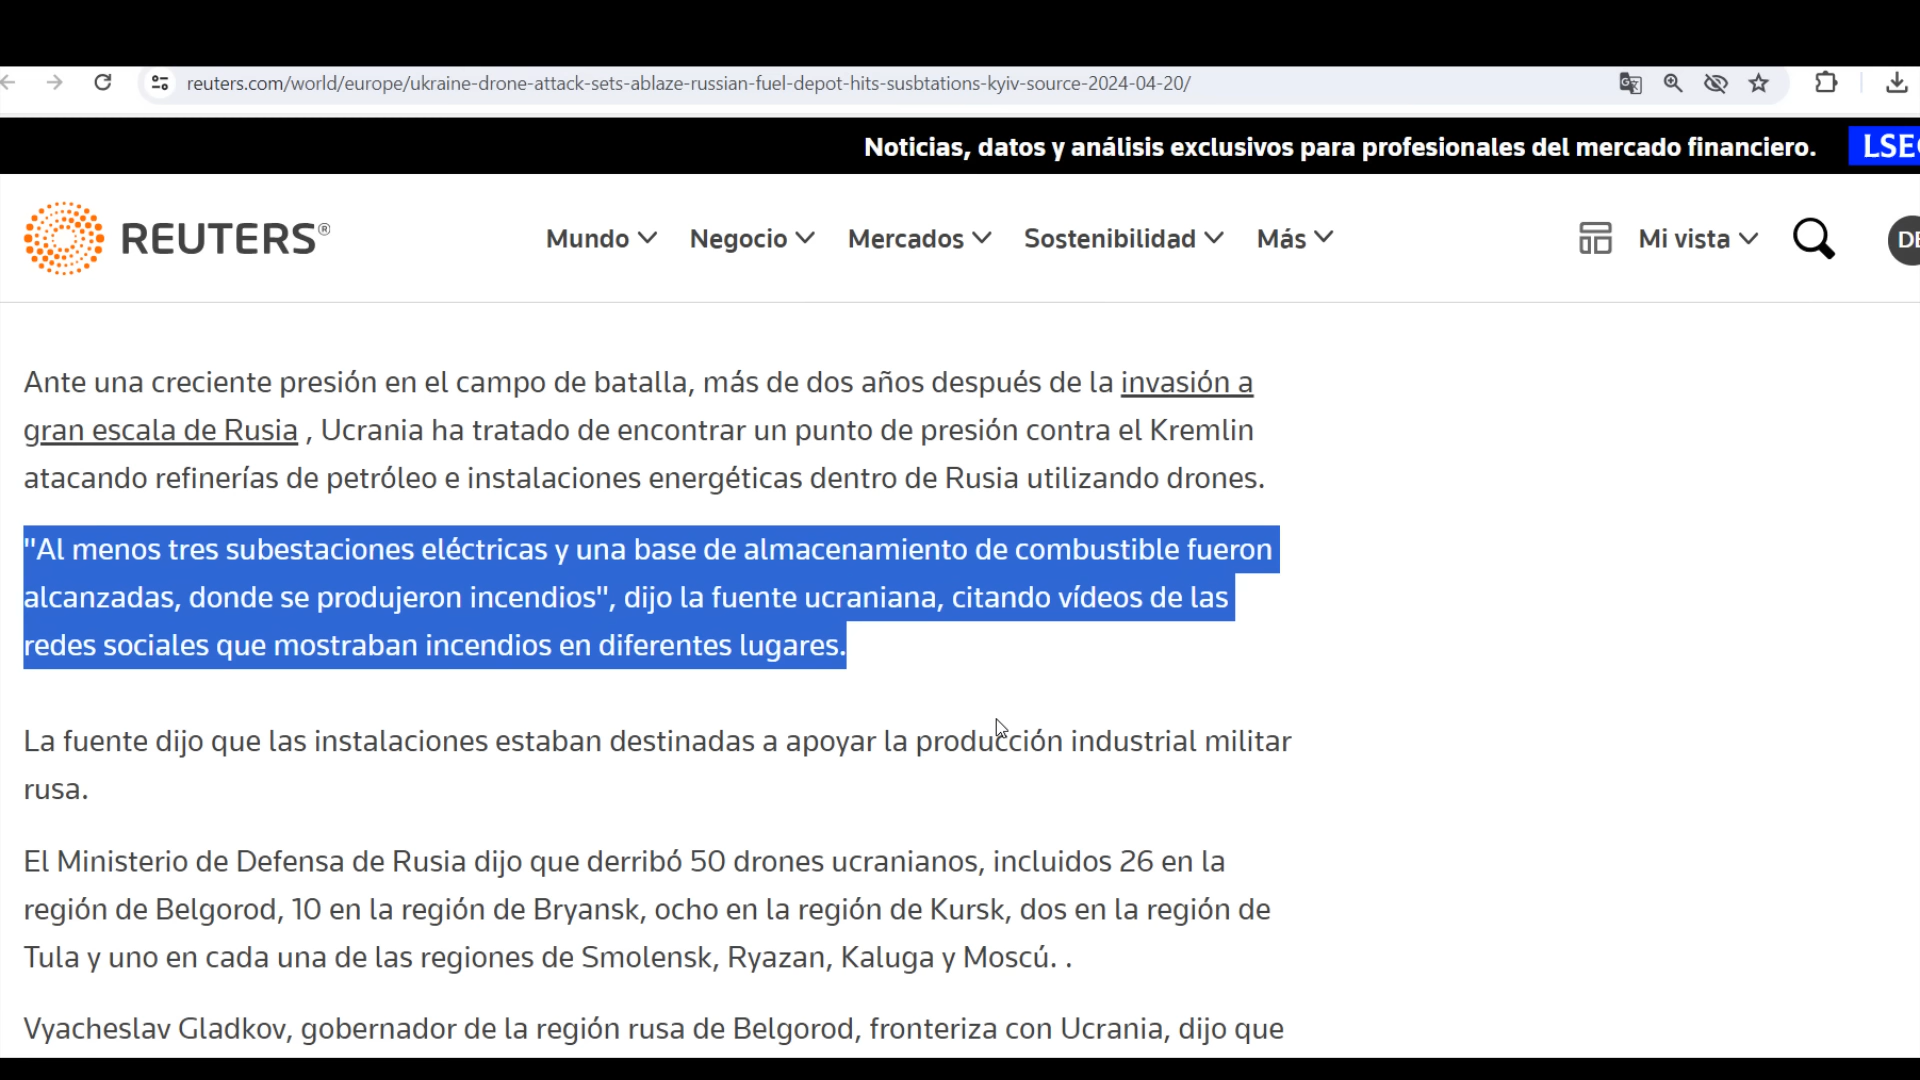 reuters.com/world/europe/ukraine-drone-attack-sets-ablaze-russian-fuel-depot-hits-susbtations-kyiv-source-2024-04-20/
Noticias, datos y análisis exclusivos para profesionales del mercado financiero. LSE
REUTERS®
Mundo Negocio Mercados Sostenibilidad Más Mi vista DE
Ante una creciente presión en el campo de batalla, más de dos años después de la invasión a
gran escala de Rusia , Ucrania ha tratado de encontrar un punto de presión contra el Kremlin
atacando refinerías de petróleo e instalaciones energéticas dentro de Rusia utilizando drones.
"Al menos tres subestaciones eléctricas y una base de almacenamiento de combustible fueron
alcanzadas, donde se produjeron incendios", dijo la fuente ucraniana, citando vídeos de las
redes sociales que mostraban incendios en diferentes lugares.
La fuente dijo que las instalaciones estaban destinadas a apoyar la producción industrial militar
rusa.
El Ministerio de Defensa de Rusia dijo que derribó 50 drones ucranianos, incluidos 26 en la
región de Belgorod, 10 en la región de Bryansk, ocho en la región de Kursk, dos en la región de
Tula y uno en cada una de las regiones de Smolensk, Ryazan, Kaluga y Moscú. .
Vyacheslav Gladkov, gobernador de la región rusa de Belgorod, fronteriza con Ucrania, dijo que